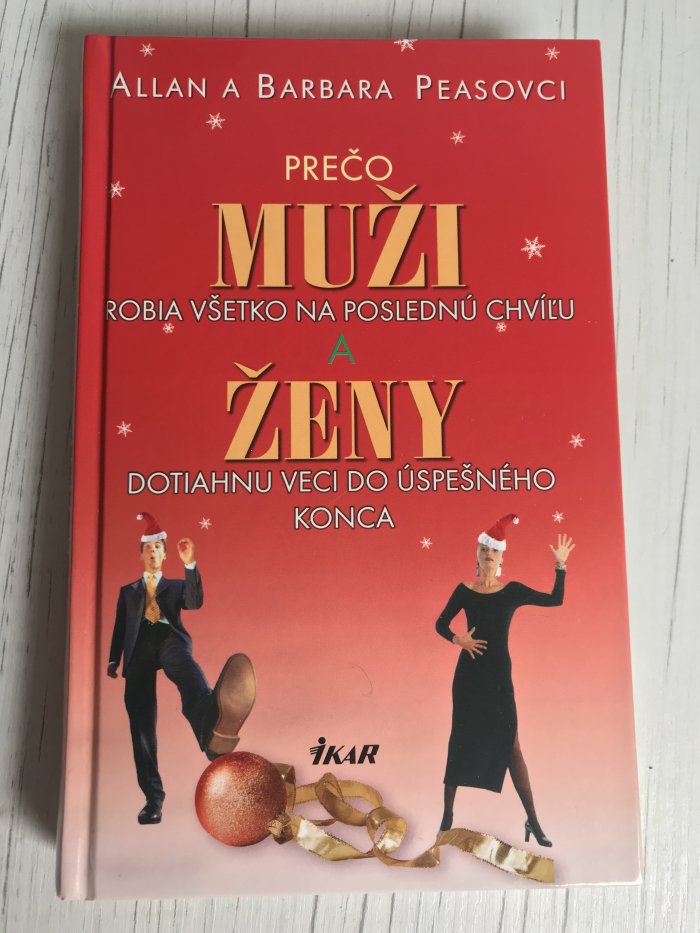 ALLAN A BARBARA PEASOVCI
PREČO
MUŽI
ROBIA VŠETKO NA POSLEDNÚ CHVÍĽU
A
ŽENY
DOTIAHNU VECI DO ÚSPEŠNÉHO
KONCA
IKAR